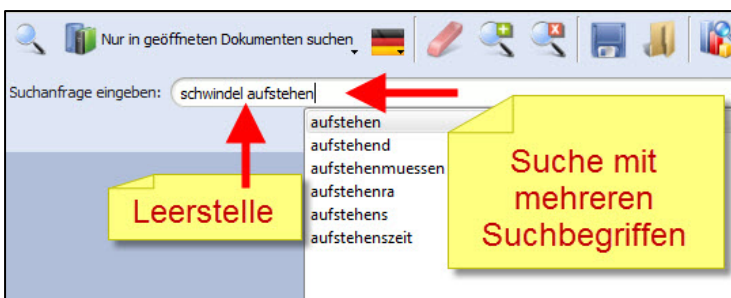 Nur in geöffneten Dokumenten suchen
Suchanfrage eingeben: schwindel aufstehen
aufstehen
aufstehend
aufstehenmuessen
aufstehenra
aufstehens
aufstehenszeit
Leerstelle
Suche mit
mehreren
Suchbegriffen